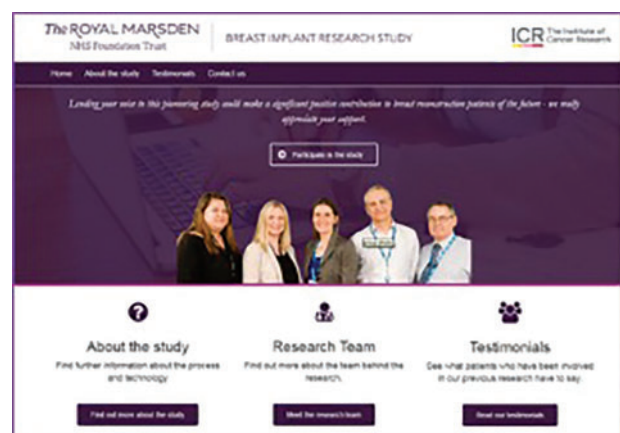 The ROYAL MARSDEN
NHS Foundation Trust
BREAST IMPLANT RESEARCH STUDY
ICR The Institute of
Cancer Research
Home About the study Testimonials Contact us
Lending your voice to this pioneering study could make a significant positive contribution to breast reconstruction patients of the future - we really
appreciate your support.
Participate in the study
About the study
Find further information about the process
and technology
Find out more about the study
Research Team
Find out more about the team behind the
research.
Meet the research team
Testimonials
See what patients who have been involved
in our previous research have to say.
Read our testimonials